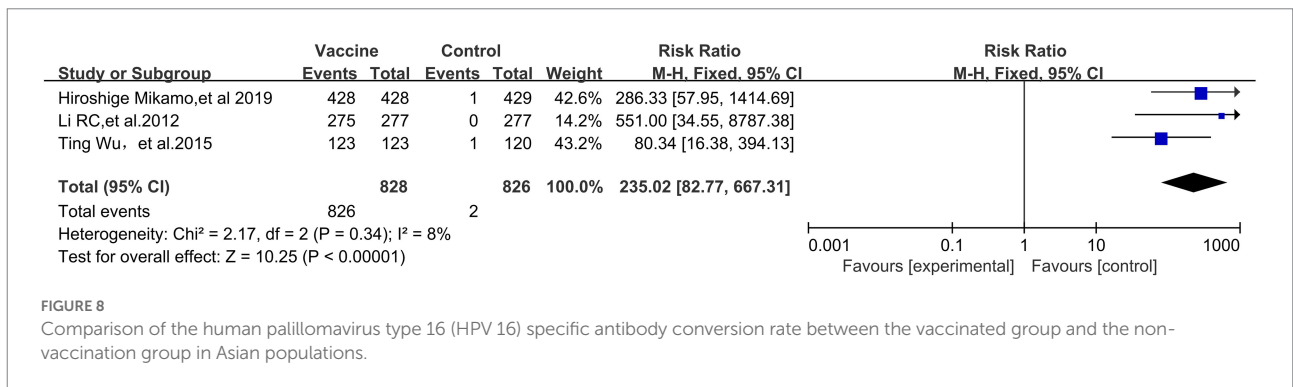 Vaccine Control Risk Ratio Risk Ratio
Study or Subgroup Events Total Events Total Weight M-H, Fixed, 95% CI M-H, Fixed, 95% CI
Hiroshige Mikamo,et al 2019 428 428 1 429 42.6% 286.33 [57.95, 1414.69]
Li RC,et al.2012 275 277 0 277 14.2% 551.00 [34.55, 8787.38]
Ting Wu，et al.2015 123 123 1 120 43.2% 80.34 [16.38, 394.13]
Total (95% CI) 828 826 100.0% 235.02 [82.77, 667.31]
Total events 826 2
Heterogeneity: Chi² = 2.17, df = 2 (P = 0.34); I² = 8%
Test for overall effect: Z = 10.25 (P < 0.00001)
0.001 0.1 1 10 1000
Favours [experimental] Favours [control]
FIGURE 8
Comparison of the human palillomavirus type 16 (HPV 16) specific antibody conversion rate between the vaccinated group and the non-
vaccination group in Asian populations.